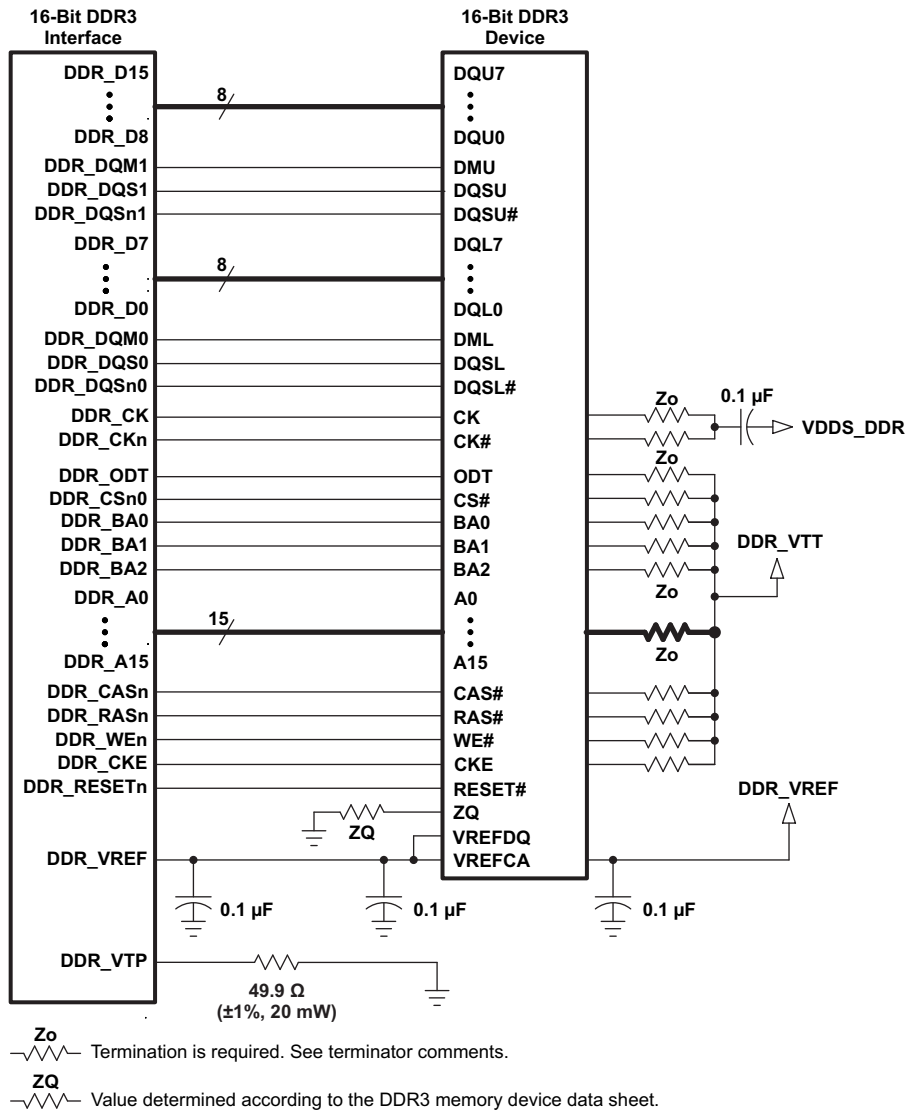 16-Bit DDR3
Interface
16-Bit DDR3
Device
DDR_D15
DQU7
8
DDR_D8
DQU0
DDR_DQM1
DMU
DDR_DQS1
DQSU
DDR_DQSn1
DQSU#
DDR_D7
DQL7
8
DDR_D0
DQL0
DDR_DQM0
DML
DDR_DQS0
DQSL
DDR_DQSn0
DQSL#
Zo
0.1 µF
DDR_CK
CK
VDDS_DDR
DDR_CKn
CK#
Zo
DDR_ODT
ODT
DDR_CSn0
CS#
DDR_BA0
BA0
DDR_BA1
BA1
DDR_VTT
DDR_BA2
BA2
Zo
DDR_A0
A0
15
Zo
DDR_A15
A15
DDR_CASn
CAS#
DDR_RASn
RAS#
DDR_WEn
WE#
DDR_CKE
CKE
DDR_RESETn
RESET#
DDR_VREF
ZQ
ZQ
VREFDQ
DDR_VREF
VREFCA
0.1 µF
0.1 µF
0.1 µF
DDR_VTP
49.9 Ω
(±1%, 20 mW)
Zo
Termination is required. See terminator comments.
ZQ
Value determined according to the DDR3 memory device data sheet.